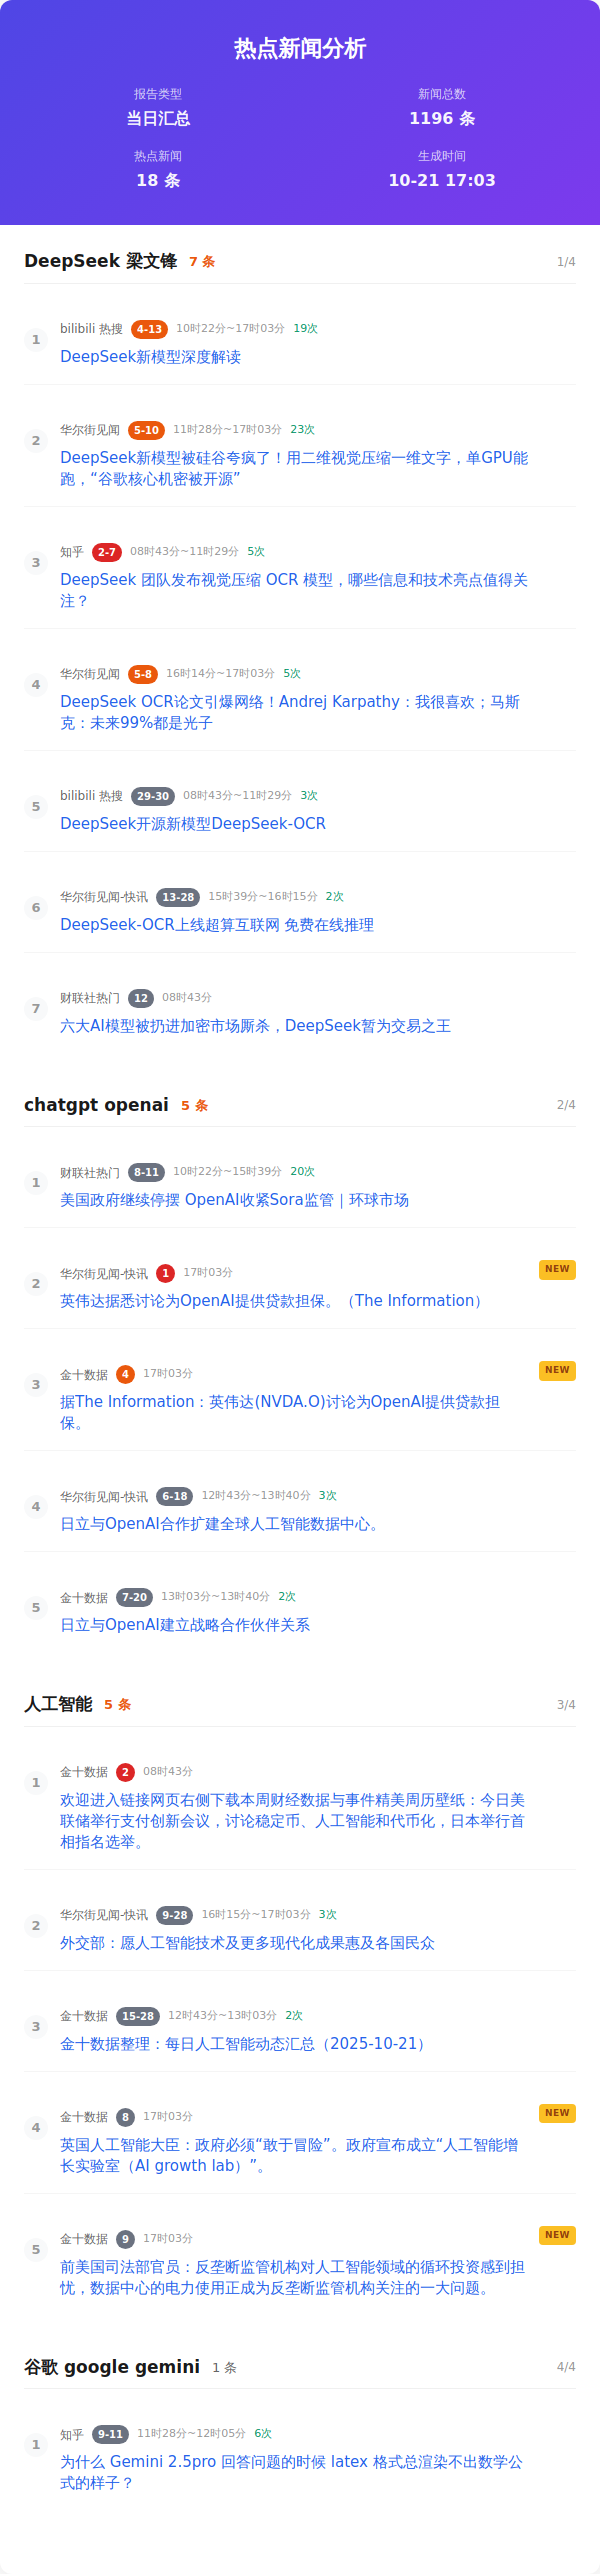 热点新闻分析
报告类型
新闻总数
当日汇总
1196 条
热点新闻
生成时间
18 条
10-21 17:03
DeepSeek 梁文锋 7 条 1/4
1
bilibili 热搜 4-13 10时22分~17时03分 19次
DeepSeek新模型深度解读
2
华尔街见闻 5-10 11时28分~17时03分 23次
DeepSeek新模型被硅谷夸疯了！用二维视觉压缩一维文字，单GPU能
跑，“谷歌核心机密被开源”
3
知乎 2-7 08时43分~11时29分 5次
DeepSeek 团队发布视觉压缩 OCR 模型，哪些信息和技术亮点值得关
注？
4
华尔街见闻 5-8 16时14分~17时03分 5次
DeepSeek OCR论文引爆网络！Andrej Karpathy：我很喜欢；马斯
克：未来99%都是光子
5
bilibili 热搜 29-30 08时43分~11时29分 3次
DeepSeek开源新模型DeepSeek-OCR
6
华尔街见闻-快讯 13-28 15时39分~16时15分 2次
DeepSeek-OCR上线超算互联网 免费在线推理
7
财联社热门 12 08时43分
六大AI模型被扔进加密市场厮杀，DeepSeek暂为交易之王
chatgpt openai 5 条 2/4
1
财联社热门 8-11 10时22分~15时39分 20次
美国政府继续停摆 OpenAI收紧Sora监管｜环球市场
2
华尔街见闻-快讯 1 17时03分 NEW
英伟达据悉讨论为OpenAI提供贷款担保。（The Information）
3
金十数据 4 17时03分 NEW
据The Information：英伟达(NVDA.O)讨论为OpenAI提供贷款担
保。
4
华尔街见闻-快讯 6-18 12时43分~13时40分 3次
日立与OpenAI合作扩建全球人工智能数据中心。
5
金十数据 7-20 13时03分~13时40分 2次
日立与OpenAI建立战略合作伙伴关系
人工智能 5 条 3/4
1
金十数据 2 08时43分
欢迎进入链接网页右侧下载本周财经数据与事件精美周历壁纸：今日美
联储举行支付创新会议，讨论稳定币、人工智能和代币化，日本举行首
相指名选举。
2
华尔街见闻-快讯 9-28 16时15分~17时03分 3次
外交部：愿人工智能技术及更多现代化成果惠及各国民众
3
金十数据 15-28 12时43分~13时03分 2次
金十数据整理：每日人工智能动态汇总（2025-10-21）
4
金十数据 8 17时03分 NEW
英国人工智能大臣：政府必须“敢于冒险”。政府宣布成立“人工智能增
长实验室（AI growth lab）”。
5
金十数据 9 17时03分 NEW
前美国司法部官员：反垄断监管机构对人工智能领域的循环投资感到担
忧，数据中心的电力使用正成为反垄断监管机构关注的一大问题。
谷歌 google gemini 1 条 4/4
1
知乎 9-11 11时28分~12时05分 6次
为什么 Gemini 2.5pro 回答问题的时候 latex 格式总渲染不出数学公
式的样子？